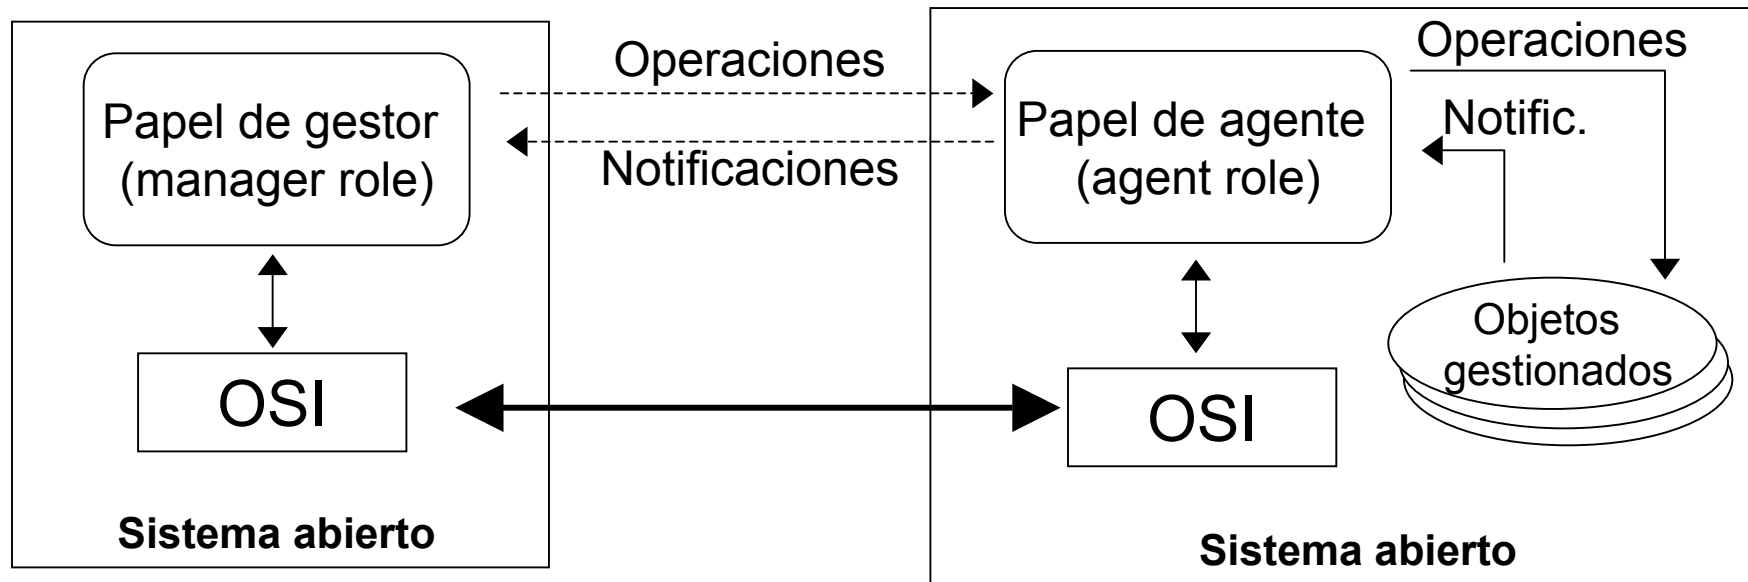 Papel de gestor
(manager role)
OSI
Sistema abierto
Operaciones
Notificaciones
Papel de agente
(agent role)
OSI
Operaciones
Notific.
Objetos
gestionados
Sistema abierto